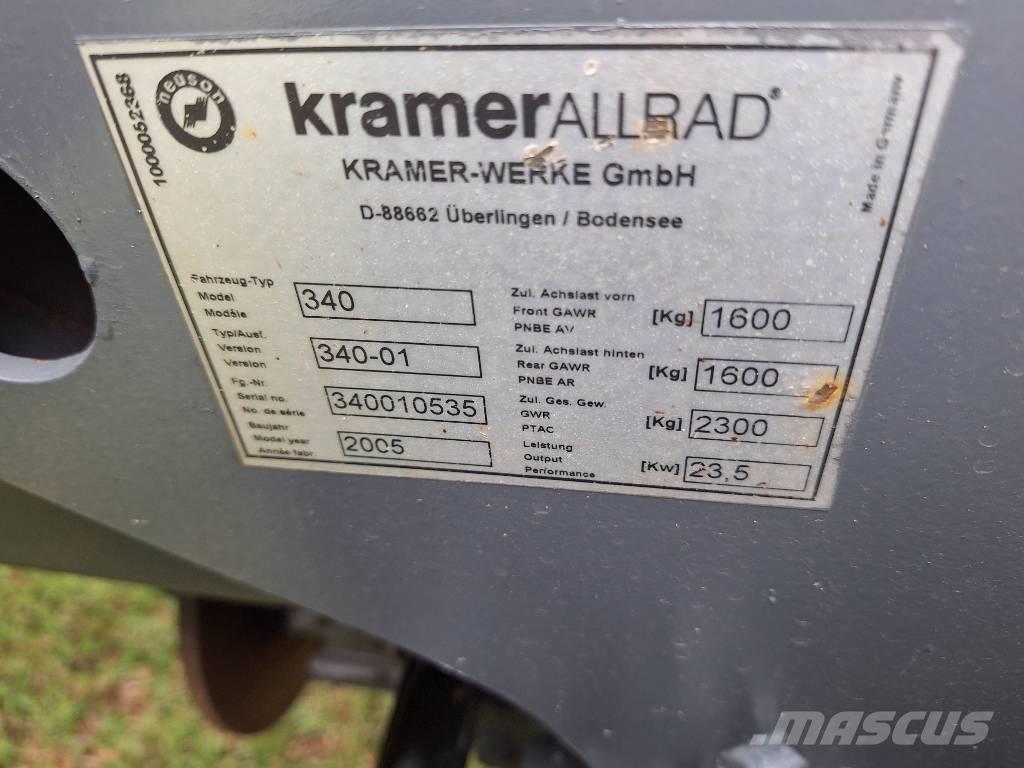 1000052368
neuson
kramerALLRAD®
KRAMER-WERKE GmbH
D-88662 Überlingen / Bodensee
Made in Germany
Fahrzeug-Typ
Model
Modèle
340
Typ/Ausf.
Version
Version
340-01
Fg.-Nr.
Serial no.
No. de série
340010535
Baujahr
Model year
Année fabr.
2005
Zul. Achslast vorn
Front GAWR
PNBE AV
[Kg] 1600
Zul. Achslast hinten
Rear GAWR
PNBE AR
[Kg] 1600
Zul. Ges. Gew.
GWR
PTAC
[Kg] 2300
Leistung
Output
Performance
[Kw] 23,5
MASCUS